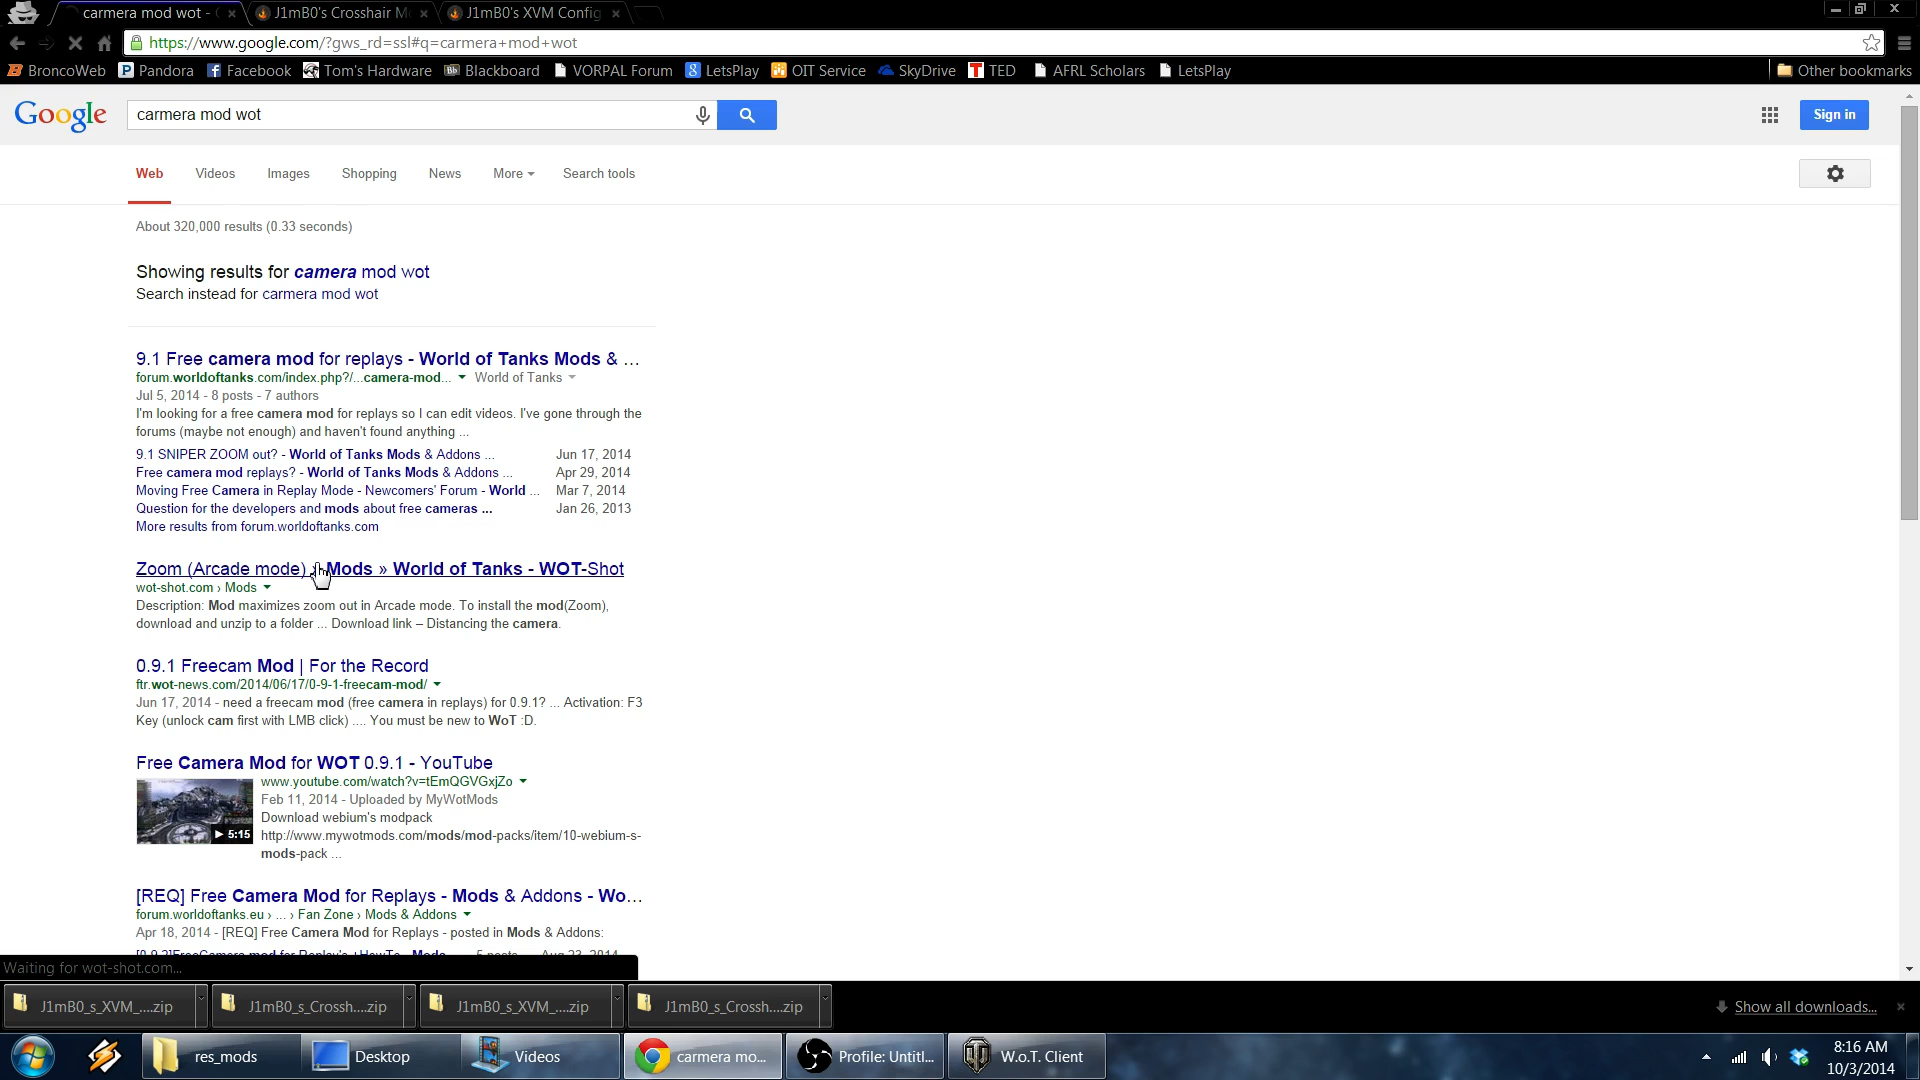 carmera mod wot -
J1mB0's Crosshair M
J1mB0's XVM Config
https://www.google.com/?gws_rd=ssl#q=carmera+mod+wot
BroncoWeb
Pandora
Facebook
Tom's Hardware
Blackboard
VORPAL Forum
LetsPlay
OIT Service
SkyDrive
TED
AFRL Scholars
LetsPlay
Other bookmarks
Google
carmera mod wot
Sign in
Web
Videos
Images
Shopping
News
More
Search tools
About 320,000 results (0.33 seconds)
Showing results for camera mod wot
Search instead for carmera mod wot
9.1 Free camera mod for replays - World of Tanks Mods & ...
forum.worldoftanks.com/index.php?/...camera-mod...
World of Tanks
Jul 5, 2014 - 8 posts - 7 authors
I'm looking for a free camera mod for replays so I can edit videos. I've gone through the
forums (maybe not enough) and haven't found anything ...
9.1 SNIPER ZOOM out? - World of Tanks Mods & Addons ... Jun 17, 2014
Free camera mod replays? - World of Tanks Mods & Addons ... Apr 29, 2014
Moving Free Camera in Replay Mode - Newcomers' Forum - World ... Mar 7, 2014
Question for the developers and mods about free cameras ... Jan 26, 2013
More results from forum.worldoftanks.com
Zoom (Arcade mode) » Mods » World of Tanks - WOT-Shot
wot-shot.com › Mods
Description: Mod maximizes zoom out in Arcade mode. To install the mod(Zoom),
download and unzip to a folder ... Download link – Distancing the camera.
0.9.1 Freecam Mod | For the Record
ftr.wot-news.com/2014/06/17/0-9-1-freecam-mod/
Jun 17, 2014 - need a freecam mod (free camera in replays) for 0.9.1? ... Activation: F3
Key (unlock cam first with LMB click) .... You must be new to WoT :D.
Free Camera Mod for WOT 0.9.1 - YouTube
5:15
www.youtube.com/watch?v=tEmQGVGxjZo
Feb 11, 2014 - Uploaded by MyWotMods
Download webium's modpack
http://www.mywotmods.com/mods/mod-packs/item/10-webium-s-
mods-pack ...
[REQ] Free Camera Mod for Replays - Mods & Addons - Wo...
forum.worldoftanks.eu › ... › Fan Zone › Mods & Addons
Apr 18, 2014 - [REQ] Free Camera Mod for Replays - posted in Mods & Addons:
[0.9.2]FreeCamera mod for Replay's +HowTo - Mods 5 posts Aug 23, 2014
Waiting for wot-shot.com...
J1mB0_s_XVM_....zip
J1mB0_s_Crossh....zip
J1mB0_s_XVM_....zip
J1mB0_s_Crossh....zip
Show all downloads...
res_mods
Desktop
Videos
carmera mo...
Profile: Untitl...
W.o.T. Client
8:16 AM
10/3/2014